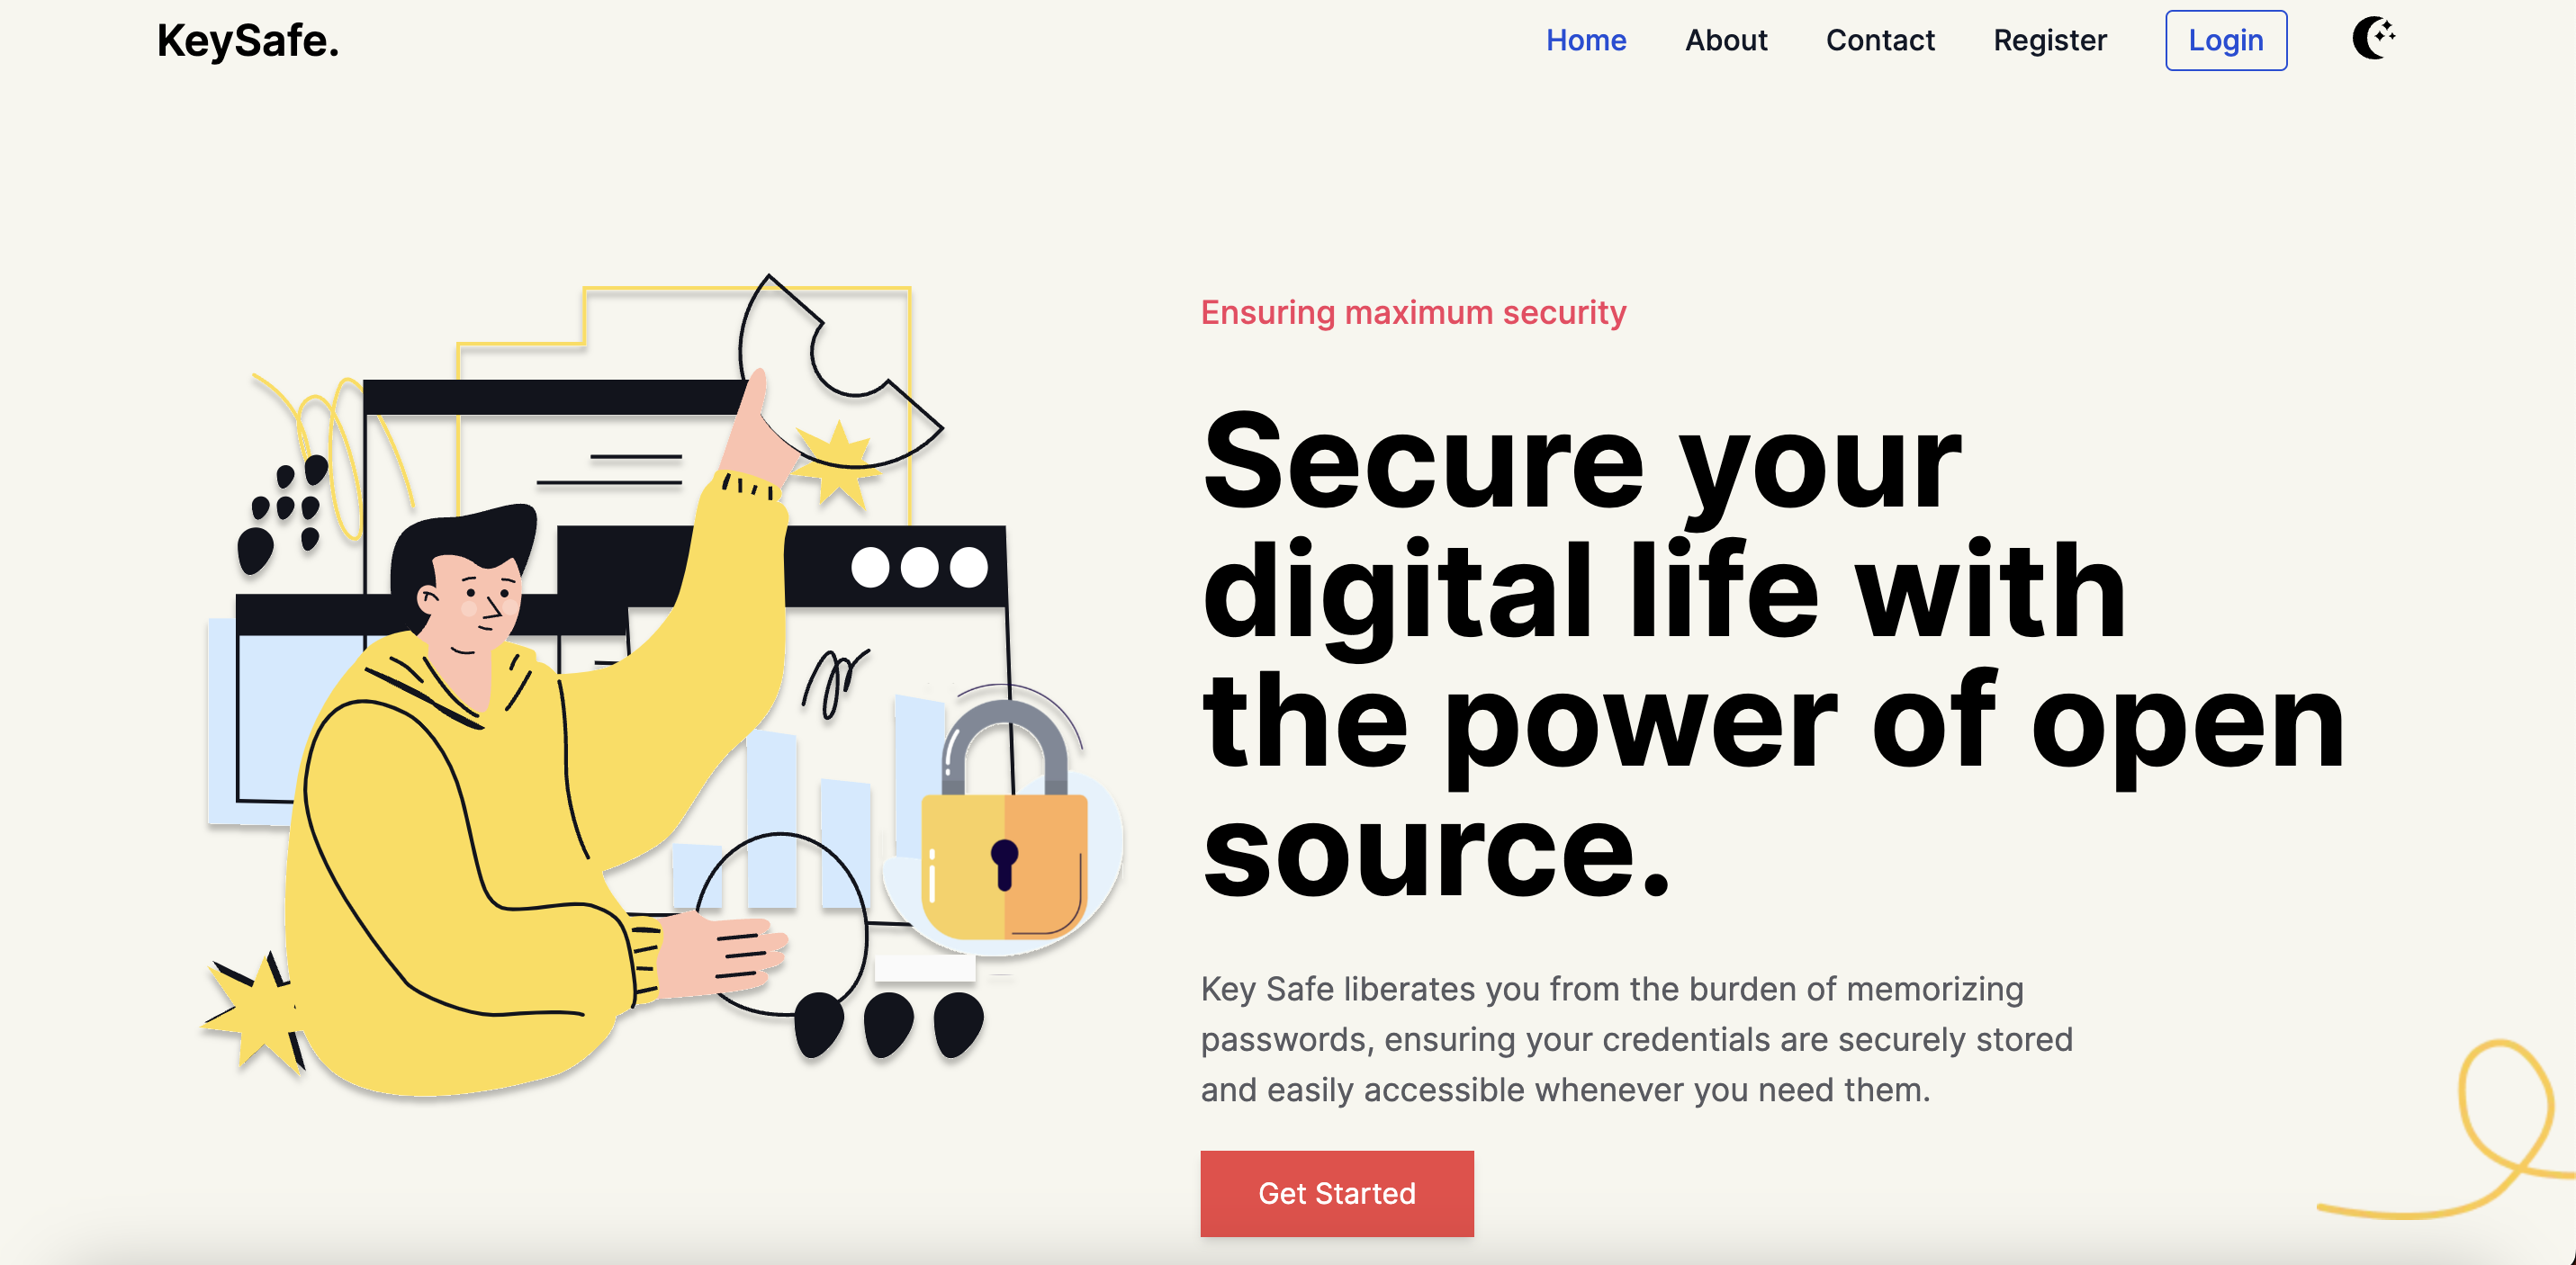 KeySafe.
Home About Contact Register Login
Ensuring maximum security
Secure your
digital life with
the power of open
source.
Key Safe liberates you from the burden of memorizing
passwords, ensuring your credentials are securely stored
and easily accessible whenever you need them.
Get Started